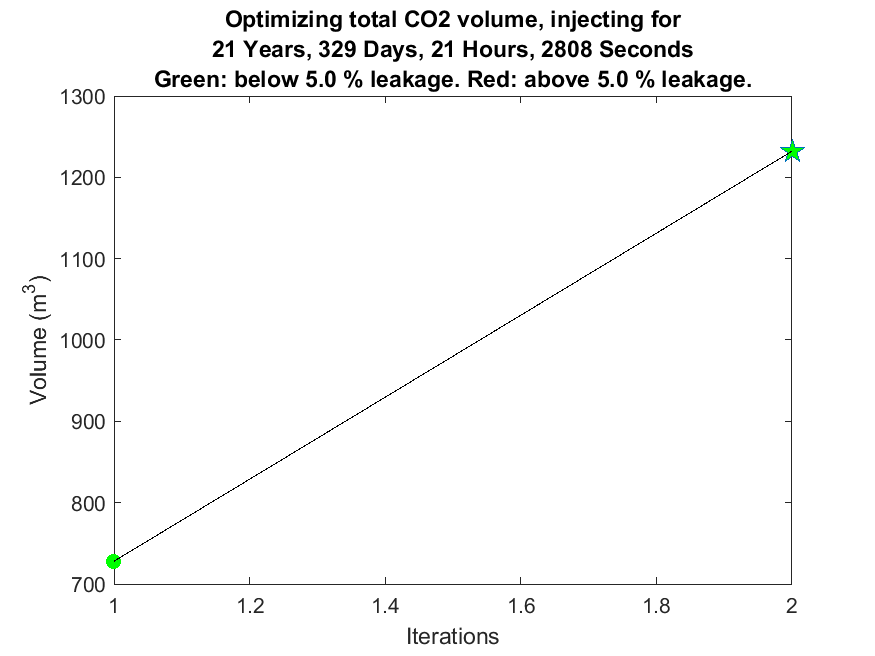 Optimizing total CO2 volume, injecting for
21 Years, 329 Days, 21 Hours, 2808 Seconds
Green: below 5.0 % leakage. Red: above 5.0 % leakage.
1300
1200
1100
1000
900
800
700
Volume (m³)
1
1.2
1.4
1.6
1.8
2
Iterations